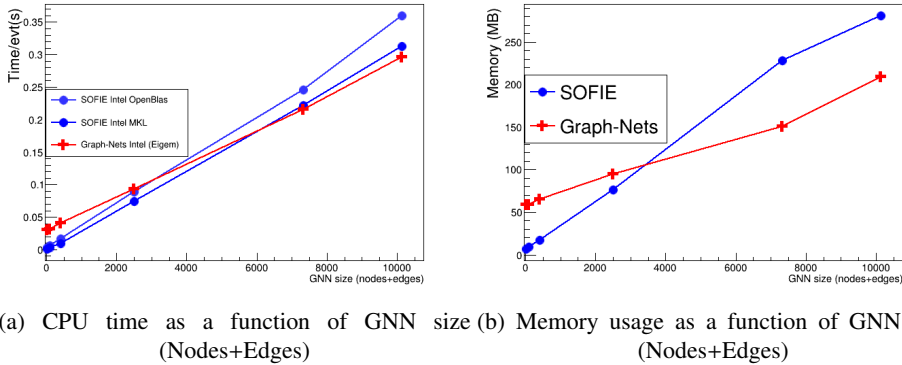 Time/evt(s)
0.35
0.3
0.25
0.2
0.15
0.1
0.05
0
SOFIE Intel OpenBlas
SOFIE Intel MKL
Graph-Nets Intel (Eigem)
0 2000 4000 6000 8000 10000
GNN size (nodes+edges)
Memory (MB)
250
200
150
100
50
0
SOFIE
Graph-Nets
0 2000 4000 6000 8000 10000
GNN size (nodes+edges)
a) CPU time as a function of GNN size
(Nodes+Edges)
(b) Memory usage as a function of GNN
(Nodes+Edges)